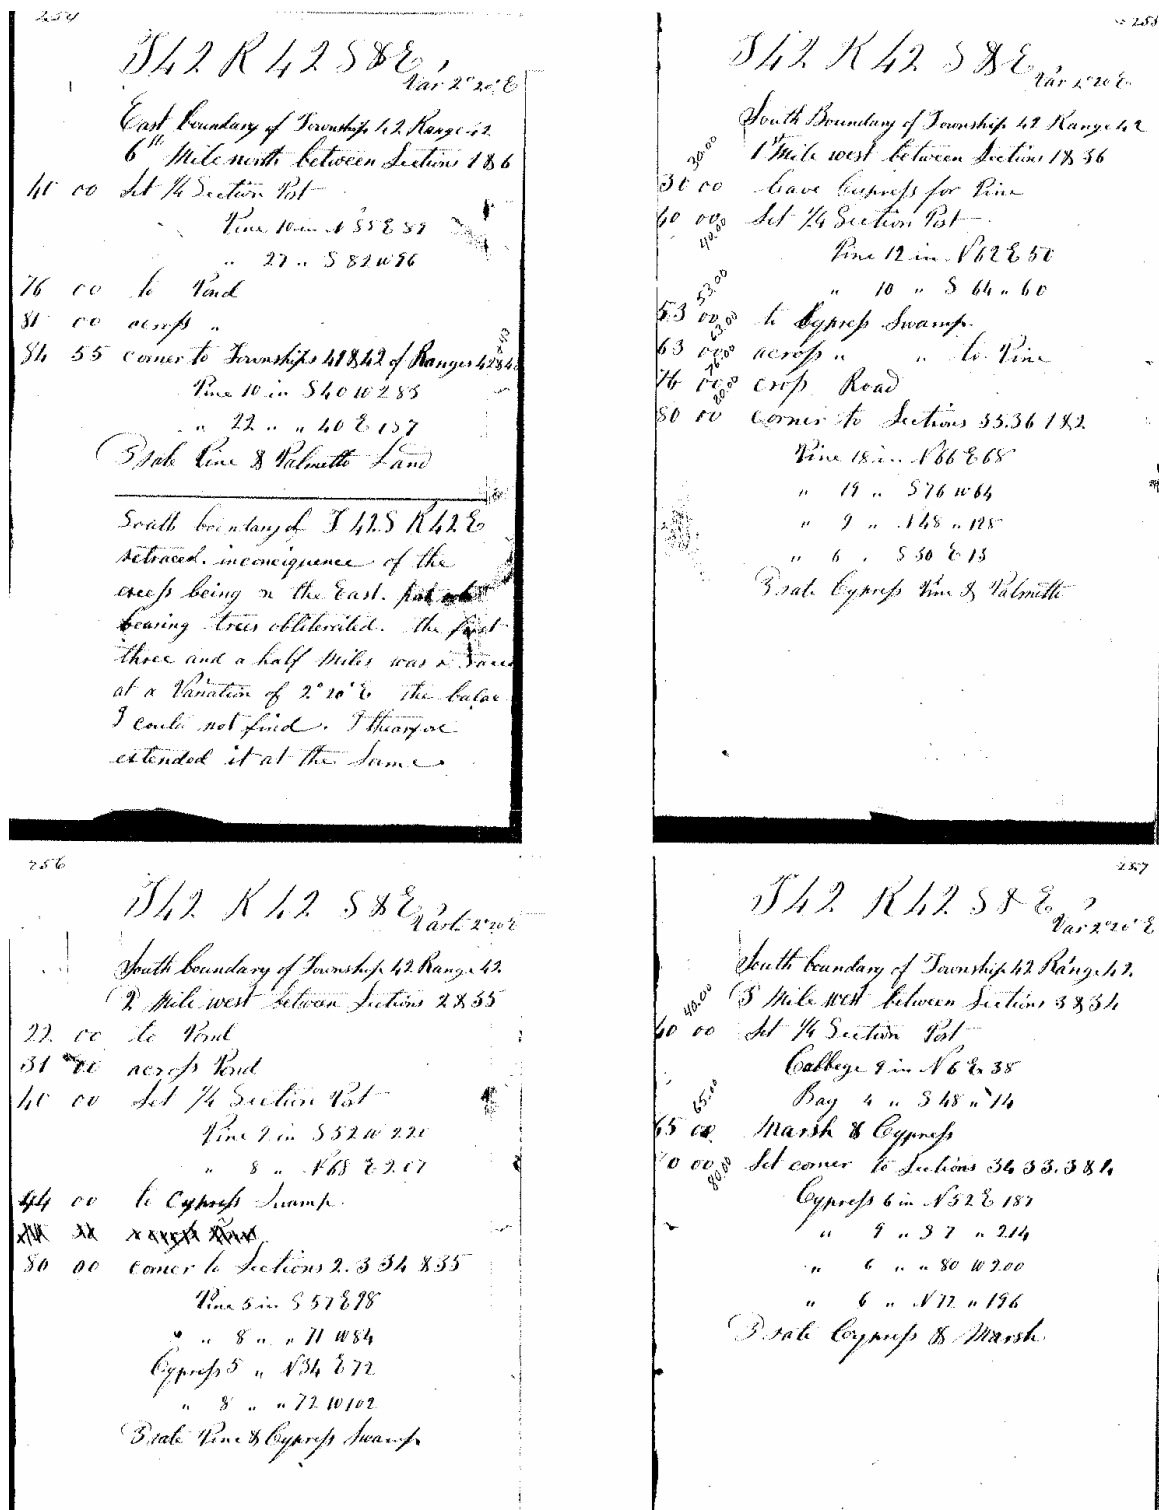 254
T42 R42 S & E,
Var 2° 20' E
East boundary of Township 42 Range 42
6th Mile north between Sections 1 & 6
40 00 Set 1/4 Section Post
Pine 10 in N 55 E 89
" 27 " S 82 W 96
76 00 to Pond
81 00 across "
84 55 corner to Townships 41 & 42 of Ranges 42 & 43
Pine 10 in S 40 W 283
" 22 " " 40 E 137
3 rate Pine & Palmetto Land
South boundary of T 42 S R 42 E
retraced. inconciquence of the
excess being on the East.
bearing trees obliterated. the first
three and a half Miles was
at a Variation of 2° 20' E the balac
I could not find. I thearfore
extended it at the Same
255
T42 R42 S & E,
Var 2° 20' E
South Boundary of Township 42 Range 42
1st Mile west between Sections 1 & 36
30.00
30 00 leave Cypress for Pine
40 00 Set 1/4 Section Post
40.00
Pine 12 in N 62 E 50
" 10 " S 64 " 60
53.00
53 00 to Cypress Swamp
63.00
63 00 across " " to Pine
76.00
76 00 cross Road
80.00
80 00 corner to Sections 35.36 1 & 2
Pine 18 in N 66 E 68
" 19 " S 76 W 64
" 9 " N 48 " 128
" 6 " S 30 E 13
3 rate Cypress Pine & Palmetto
256
T42 R42 S & E,
Var. 2° 20' E
South boundary of Township 42 Range 42.
2 Mile west between Sections 2 & 35
22. 00 to Pond
31 00 across Pond
40 00 Set 1/4 Section Post
Pine 9 in S 52 W 220
" 8 " N 68 E 207
44 00 to Cypress Swamp.
80 00 corner to Sections 2. 3 34 & 35
Pine 5 in S 57 E 98
" " 8 " " 71 W 84
Cypress 5 " N 34 E 72
" 8 " " 72 W 102
3 rate Pine & Cypress Swamp
257
T42 R42 S & E,
Var 2° 20' E
South boundary of Township 42 Range 42.
3 Mile west between Sections 3 & 34
40.00
40 00 Set 1/4 Section Post
Cabbege 9 in N 6 E 38
Bay 4 " S 48 " 14
65.00
65 00 Marsh & Cypress
80 00 Set corner to Sections 34 33. 3 & 4
80.00
Cypress 6 in N 52 E 187
" 9 " S 7 " 214
" 6 " " 80 W 200
" 6 " N 77 " 196
3 rate Cypress & Marsh